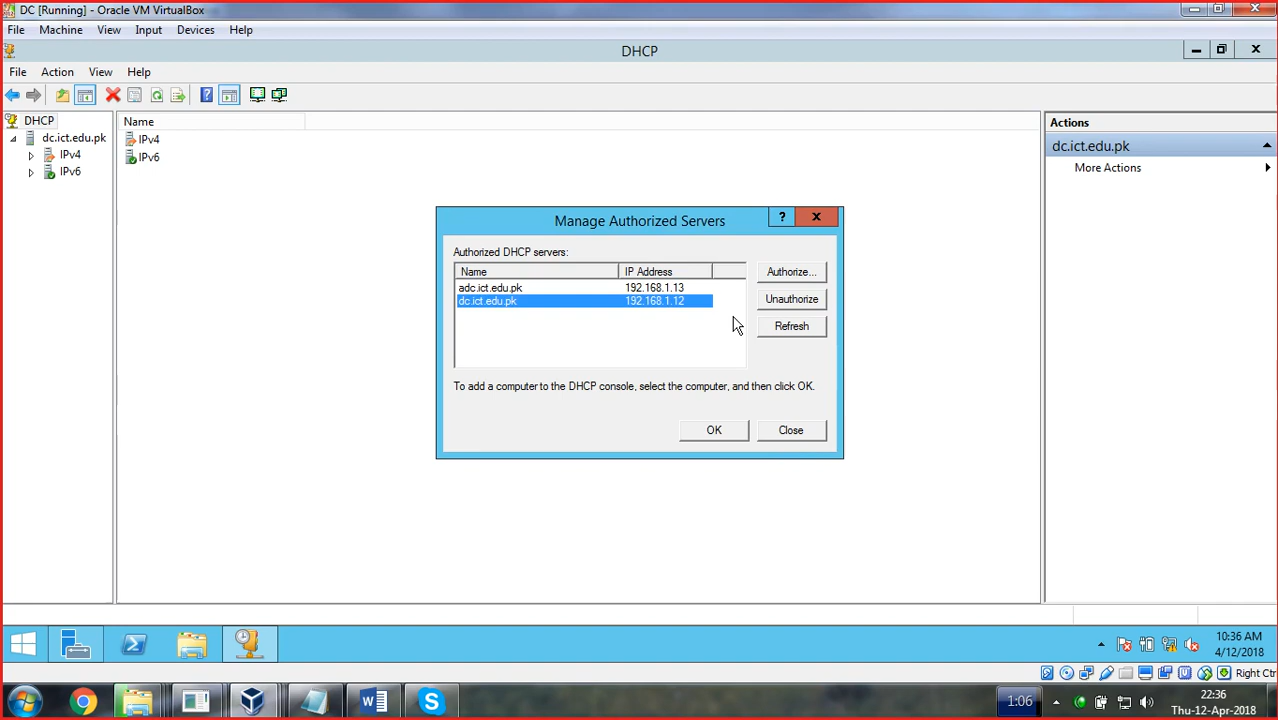 DC [Running] - Oracle VM VirtualBox
File Machine View Input Devices Help
DHCP
File Action View Help
DHCP
dc.ict.edu.pk
IPv4
IPv6
Name
IPv4
IPv6
Actions
dc.ict.edu.pk
More Actions
Manage Authorized Servers
Authorized DHCP servers:
Name IP Address
adc.ict.edu.pk 192.168.1.13
dc.ict.edu.pk 192.168.1.12
Authorize...
Unauthorize
Refresh
To add a computer to the DHCP console, select the computer, and then click OK.
OK Close
10:36 AM
4/12/2018
Right Ctr
1:06
22:36
Thu-12-Apr-2018